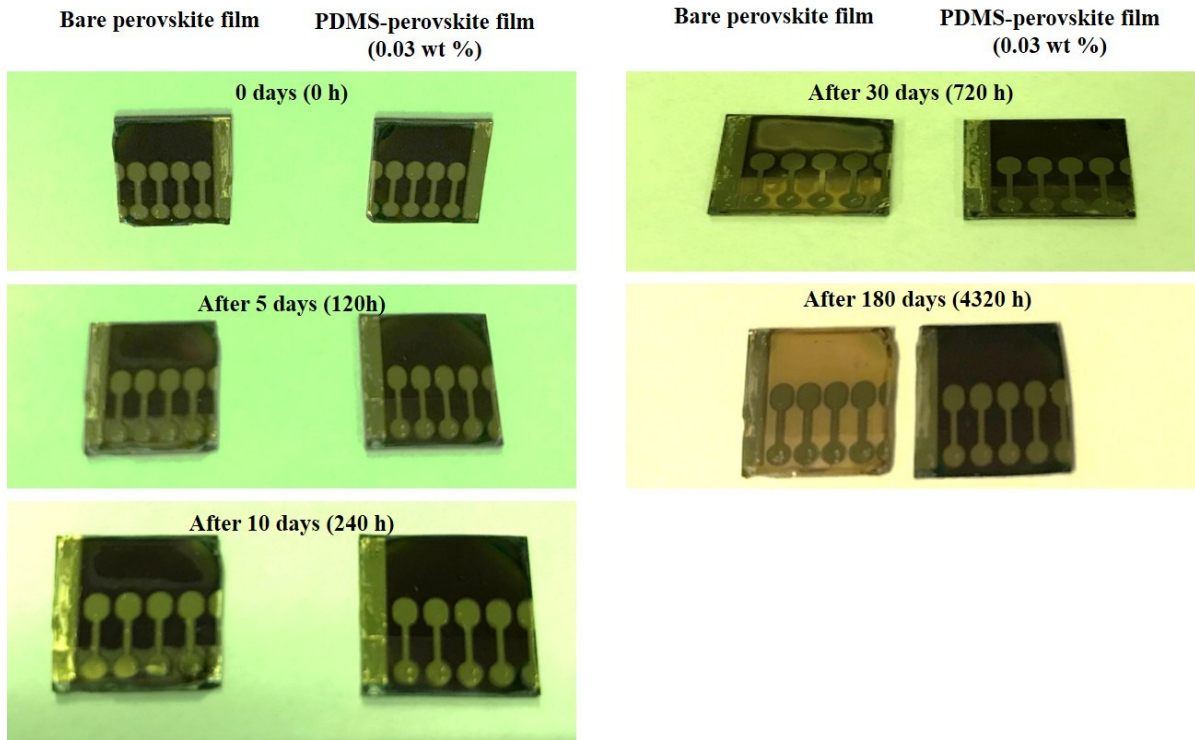 Bare perovskite film
PDMS-perovskite film
(0.03 wt %)
0 days (0 h)
After 5 days (120h)
After 10 days (240 h)
Bare perovskite film
PDMS-perovskite film
(0.03 wt %)
After 30 days (720 h)
After 180 days (4320 h)